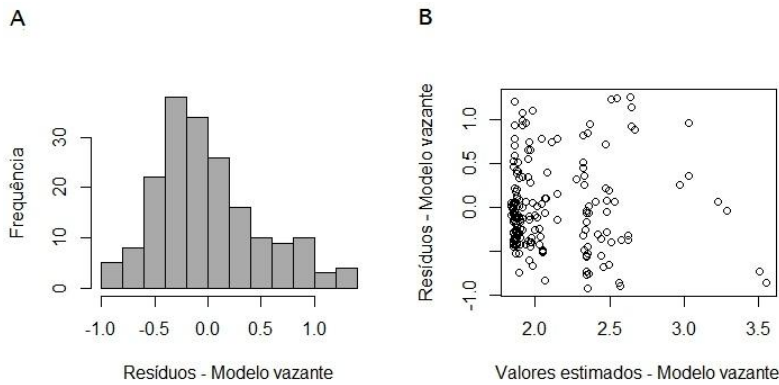 A
B
Frequência
30
20
10
0
-1.0 -0.5 0.0 0.5 1.0
Resíduos - Modelo vazante
Resíduos - Modelo vazante
1.0
0.5
0.0
-1.0
2.0 2.5 3.0 3.5
Valores estimados - Modelo vazante